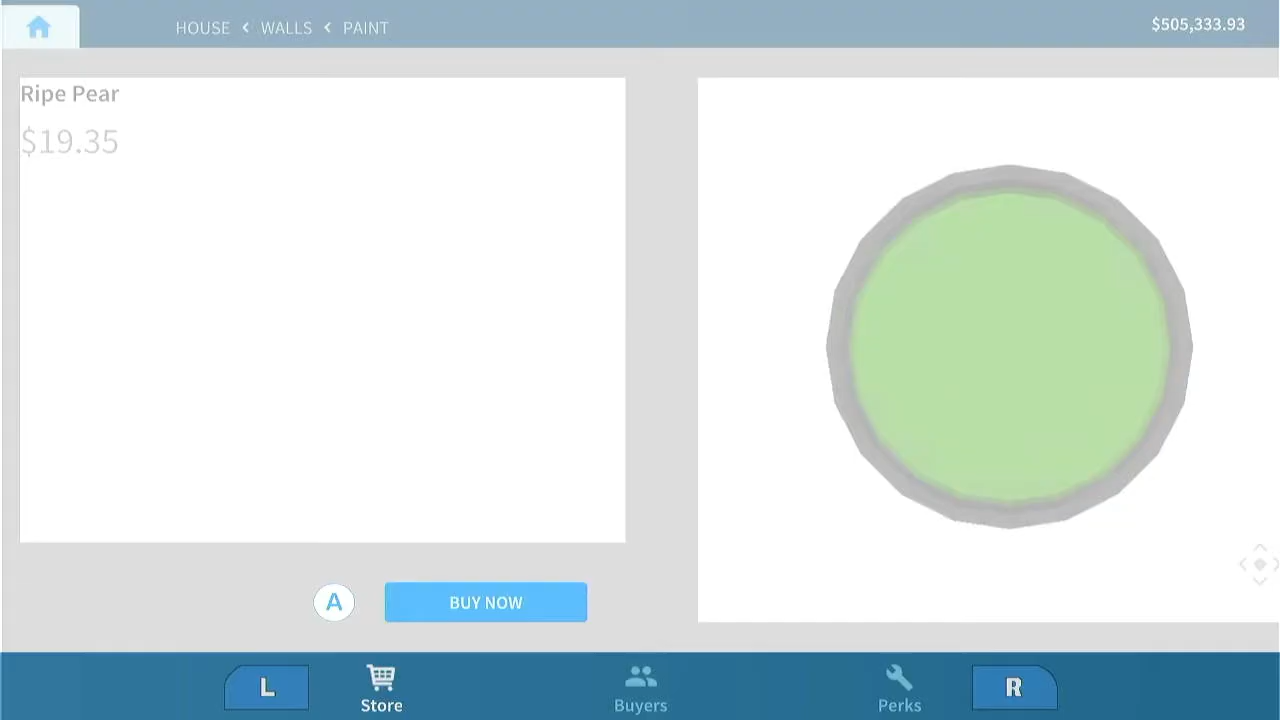 HOUSE < WALLS < PAINT
$505,333.93
Ripe Pear
$19.35
A
BUY NOW
L
Store
Buyers
Perks
R